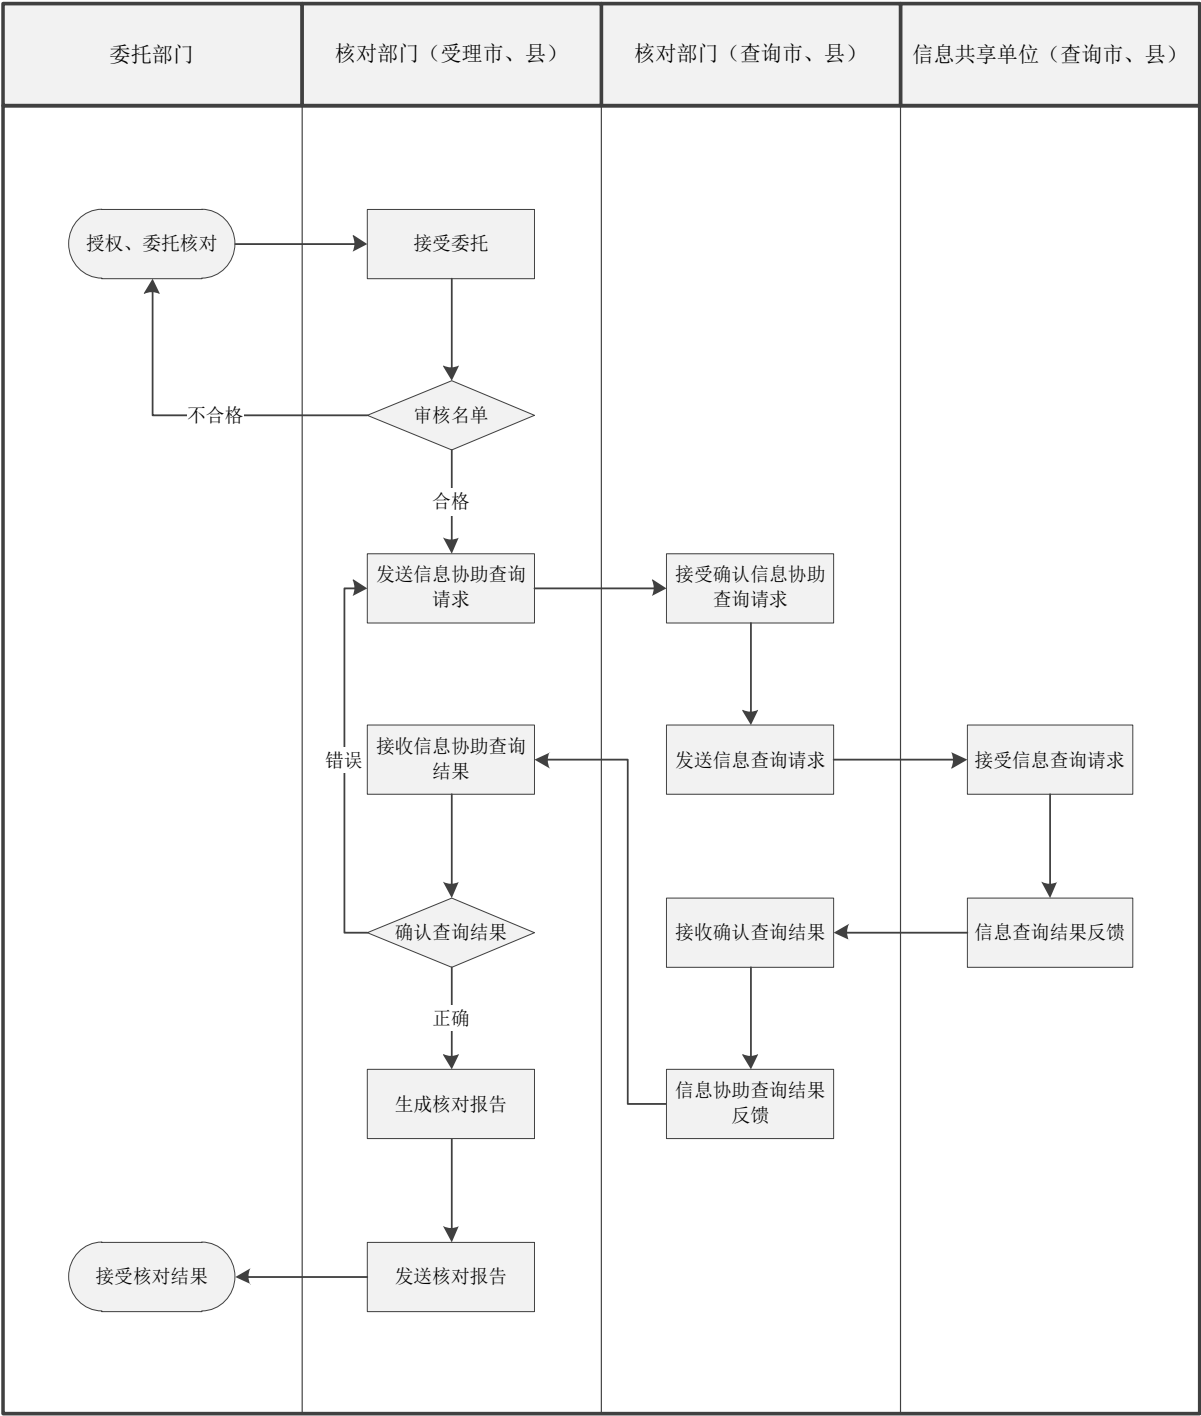 委托部门
核对部门（受理市、县）
核对部门（查询市、县）
信息共享单位（查询市、县）
授权、委托核对
接受委托
审核名单
不合格
合格
发送信息协助查询
请求
接受确认信息协助
查询请求
错误
接收信息协助查询
结果
发送信息查询请求
接受信息查询请求
确认查询结果
接收确认查询结果
信息查询结果反馈
正确
生成核对报告
信息协助查询结果
反馈
接受核对结果
发送核对报告